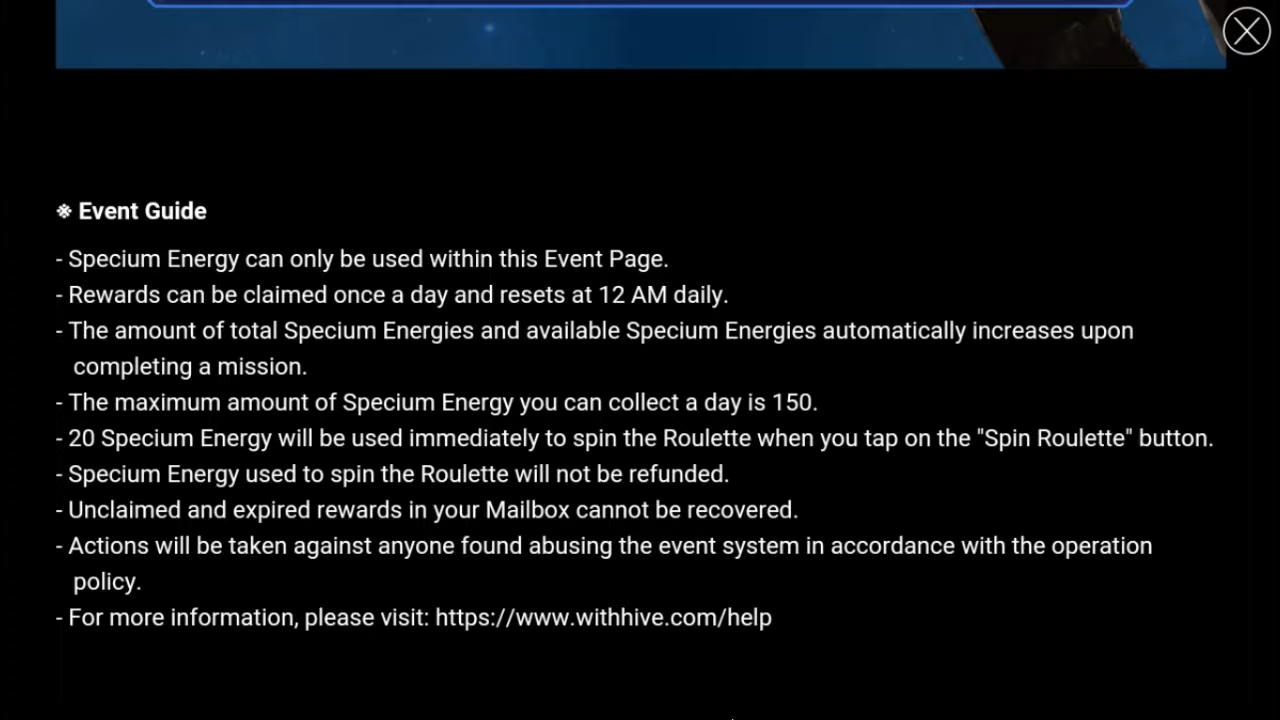 ※ Event Guide
- Specium Energy can only be used within this Event Page.
- Rewards can be claimed once a day and resets at 12 AM daily.
- The amount of total Specium Energies and available Specium Energies automatically increases upon
completing a mission.
- The maximum amount of Specium Energy you can collect a day is 150.
- 20 Specium Energy will be used immediately to spin the Roulette when you tap on the "Spin Roulette" button.
- Specium Energy used to spin the Roulette will not be refunded.
- Unclaimed and expired rewards in your Mailbox cannot be recovered.
- Actions will be taken against anyone found abusing the event system in accordance with the operation
policy.
- For more information, please visit: https://www.withhive.com/help